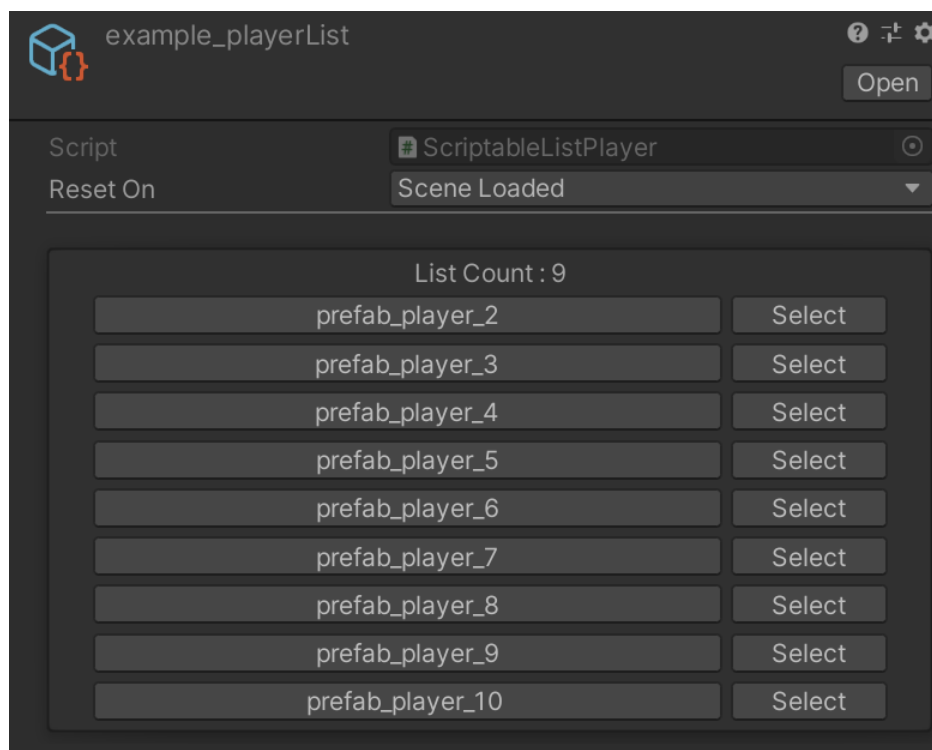 example_playerList
Open
Script ScriptableListPlayer
Reset On Scene Loaded
List Count : 9
prefab_player_2 Select
prefab_player_3 Select
prefab_player_4 Select
prefab_player_5 Select
prefab_player_6 Select
prefab_player_7 Select
prefab_player_8 Select
prefab_player_9 Select
prefab_player_10 Select